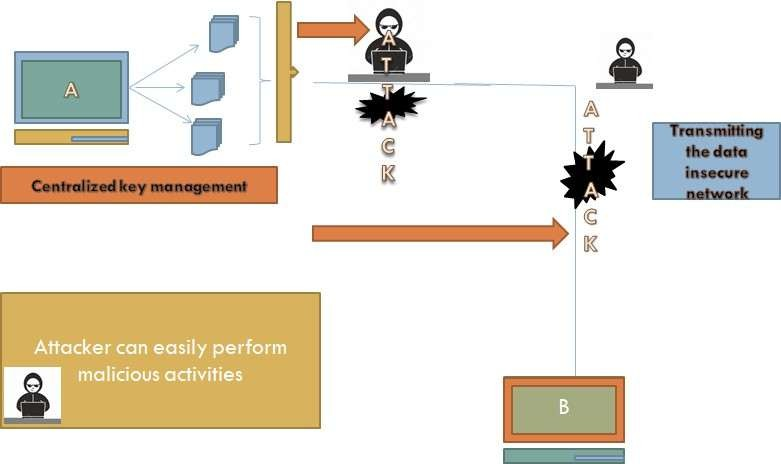 A
ATTACK
ATTACK
Transmitting
the data
insecure
network
Centralized key management
Attacker can easily perform
malicious activities
B